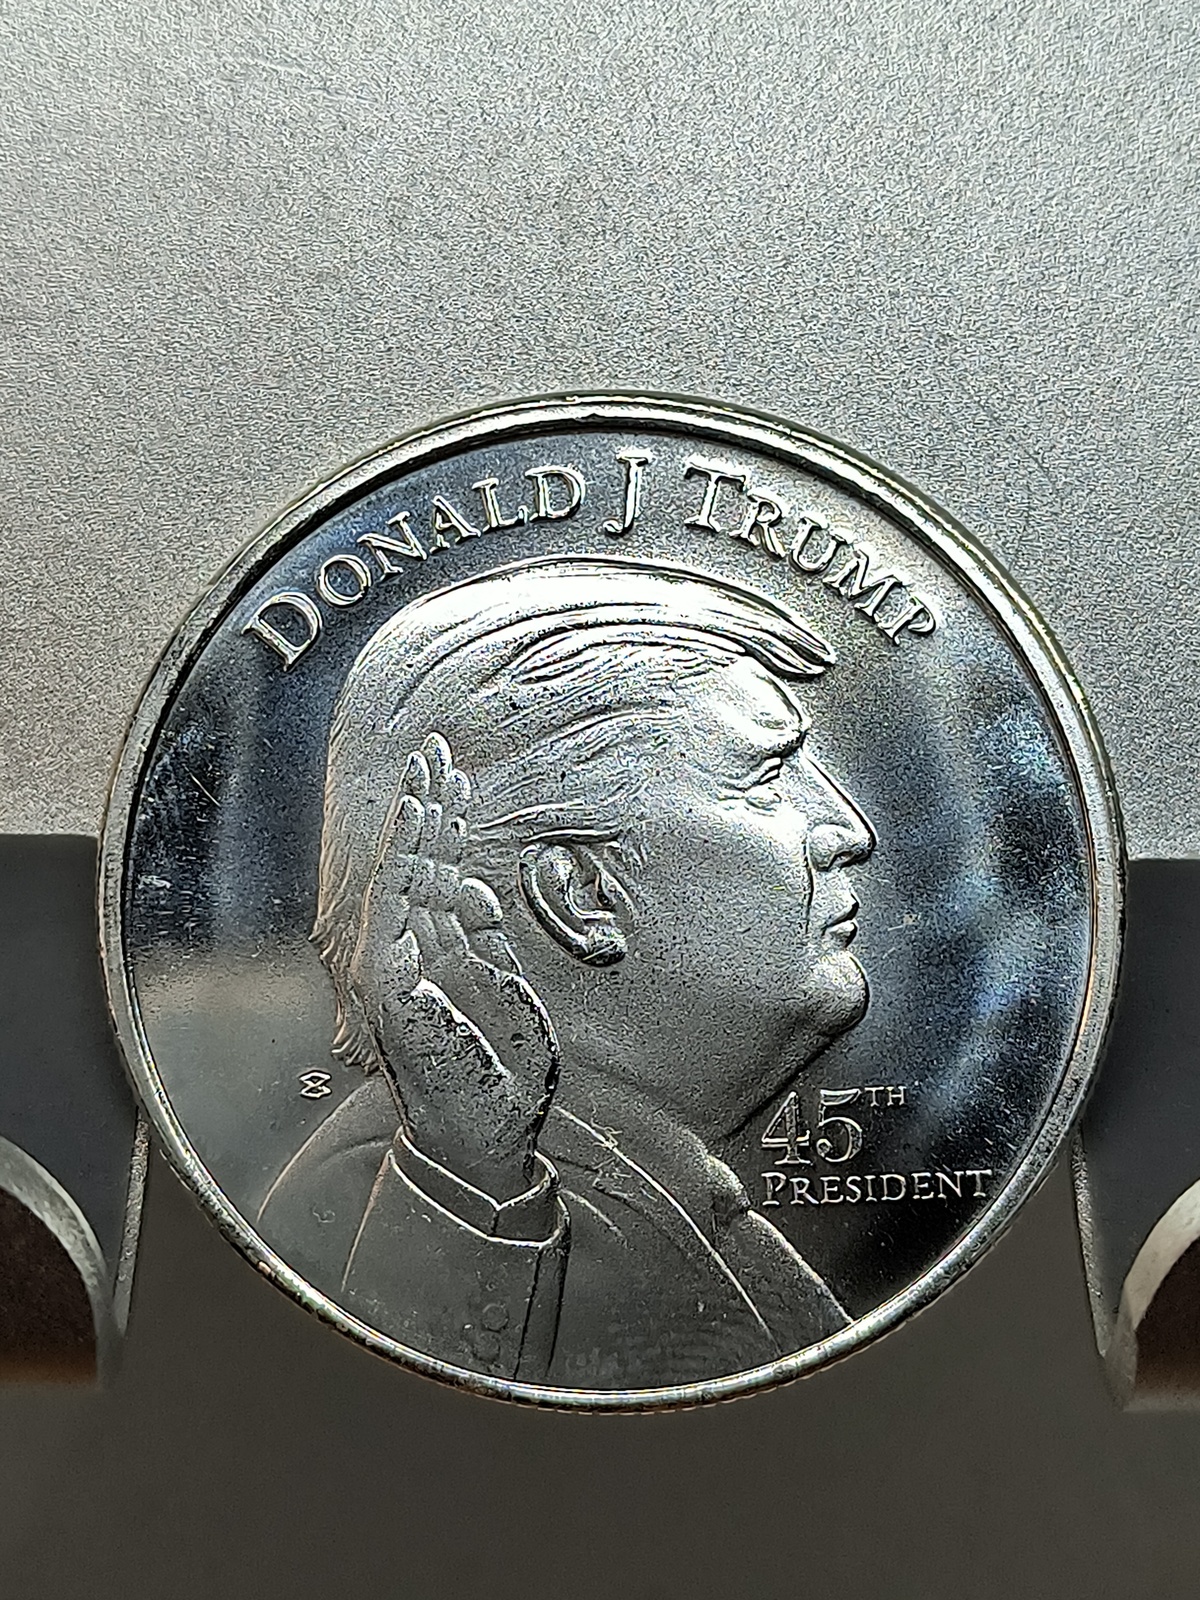 DONALD J TRUMP
45TH
PRESIDENT